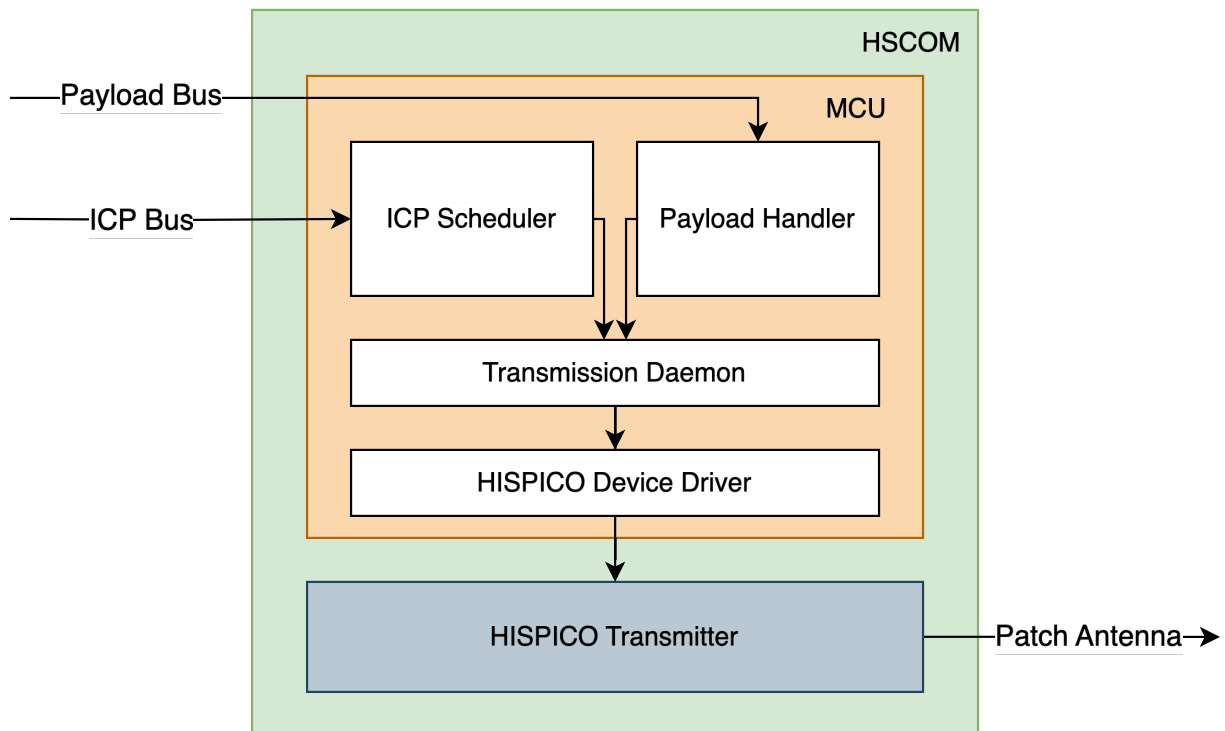 HSCOM
Payload Bus
MCU
ICP Bus
ICP Scheduler
Payload Handler
Transmission Daemon
HISPICO Device Driver
HISPICO Transmitter
Patch Antenna